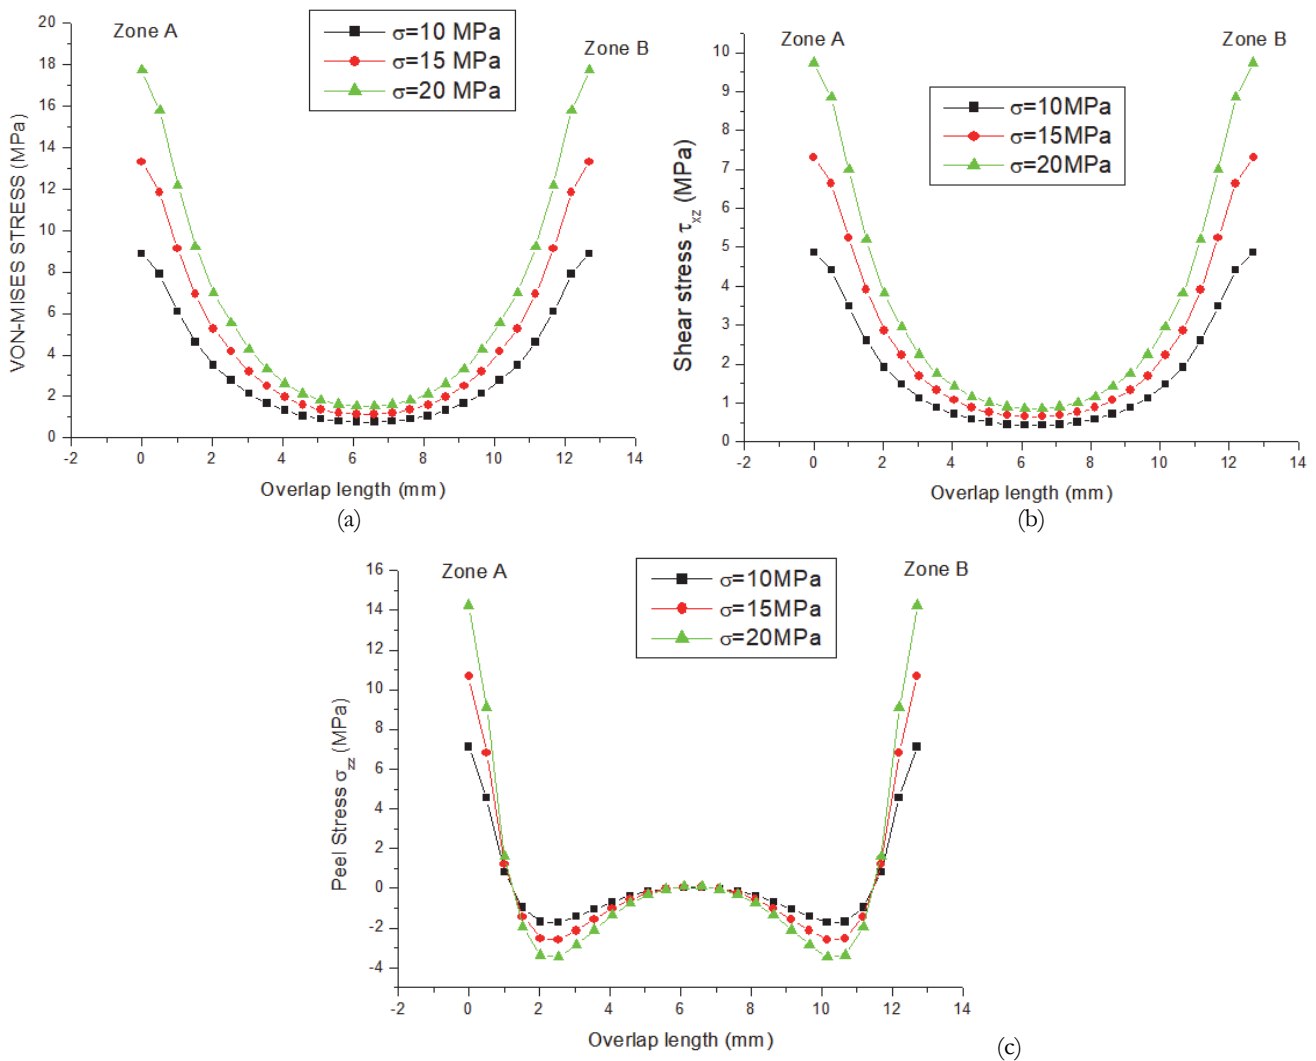 Zone A
Zone B
σ=10 MPa
σ=15 MPa
σ=20 MPa
VON-MISES STRESS (MPa)
20
18
16
14
12
10
8
6
4
2
0
-2 0 2 4 6 8 10 12 14
Overlap length (mm)
(a)
Zone A
Zone B
σ=10MPa
σ=15MPa
σ=20MPa
Shear stress τxz (MPa)
10
9
8
7
6
5
4
3
2
1
0
-2 0 2 4 6 8 10 12 14
Overlap length (mm)
(b)
Zone A
Zone B
σ=10MPa
σ=15MPa
σ=20MPa
Peel Stress σzz (MPa)
16
14
12
10
8
6
4
2
0
-2
-4
-2 0 2 4 6 8 10 12 14
Overlap length (mm)
(c)